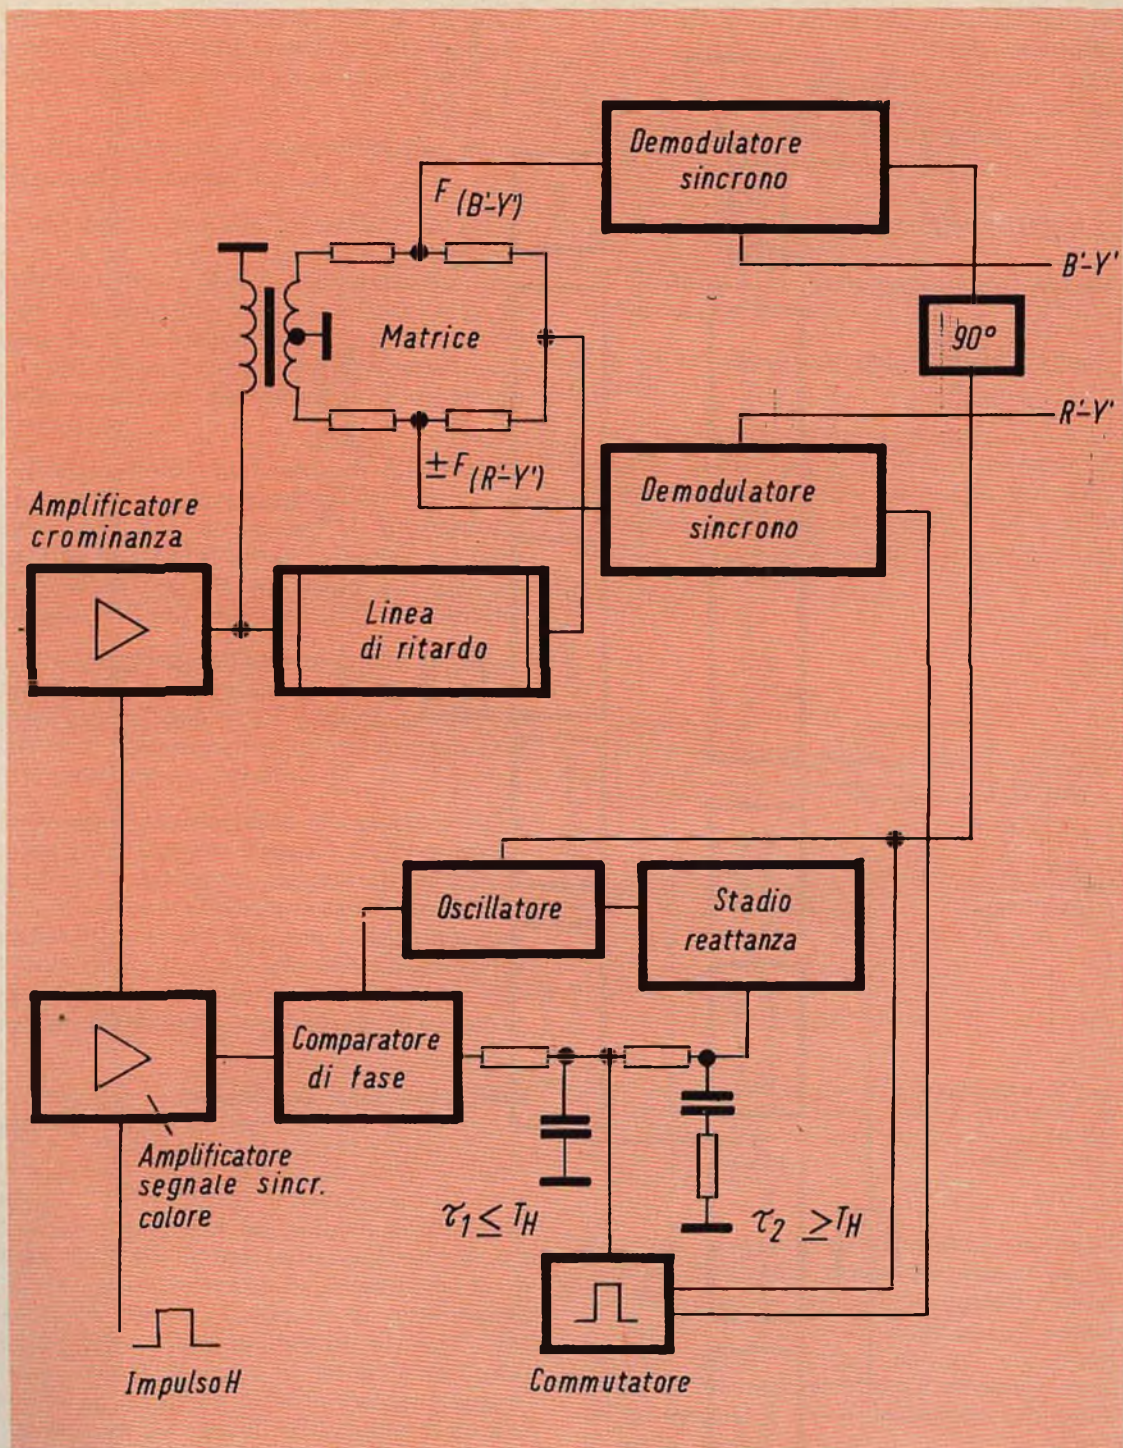 Demodulatore
sincrono
F (B'-Y')
B'-Y'
Matrice
90°
R'-Y'
±F (R'-Y')
Demodulatore
sincrono
Amplificatore
crominanza
Linea
di ritardo
Oscillatore
Stadio
reattanza
Comparatore
di fase
Amplificatore
segnale sincr.
colore
τ1 ≤ TH
τ2 ≥ TH
Impulso H
Commutatore